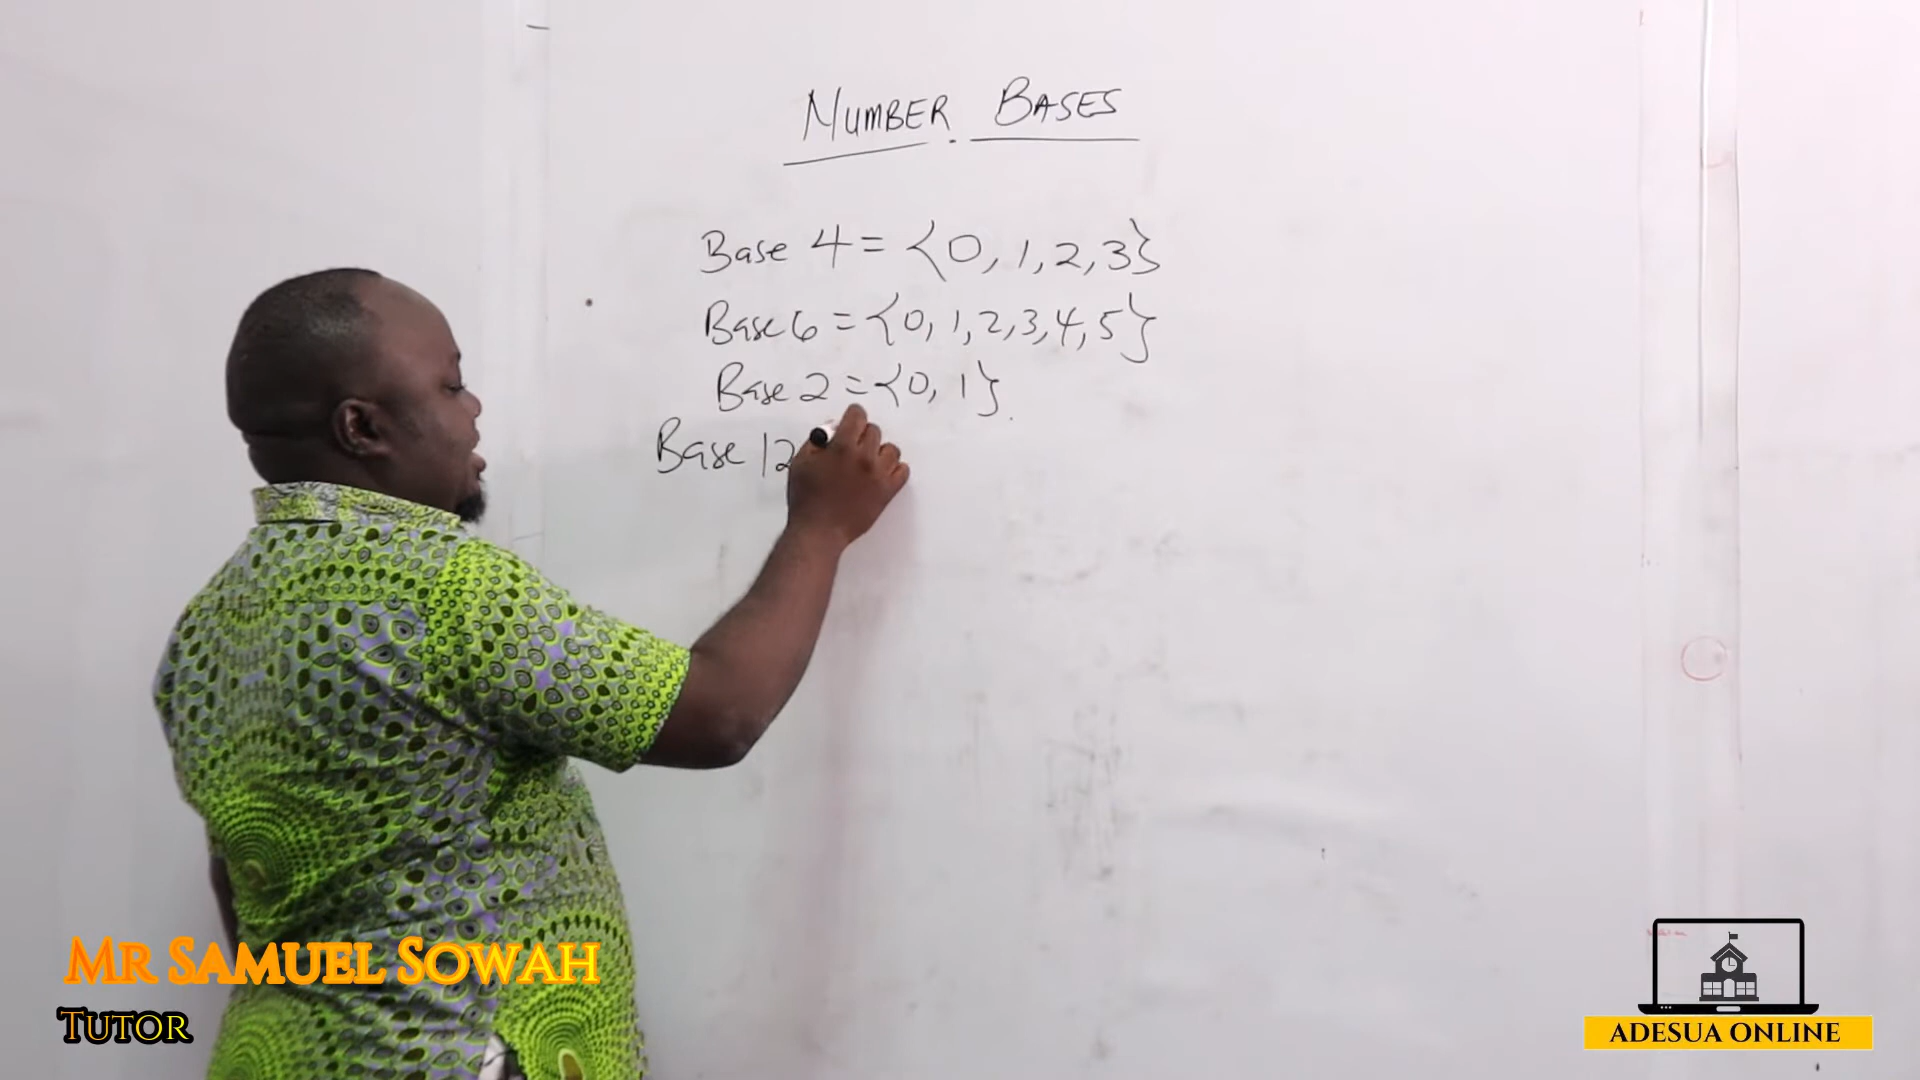 NUMBER BASES
Base 4 = {0, 1, 2, 3}
Base 6 = {0, 1, 2, 3, 4, 5}
Base 2 = {0, 1}.
Base 12
MR SAMUEL SOWAH
TUTOR
ADESUA ONLINE